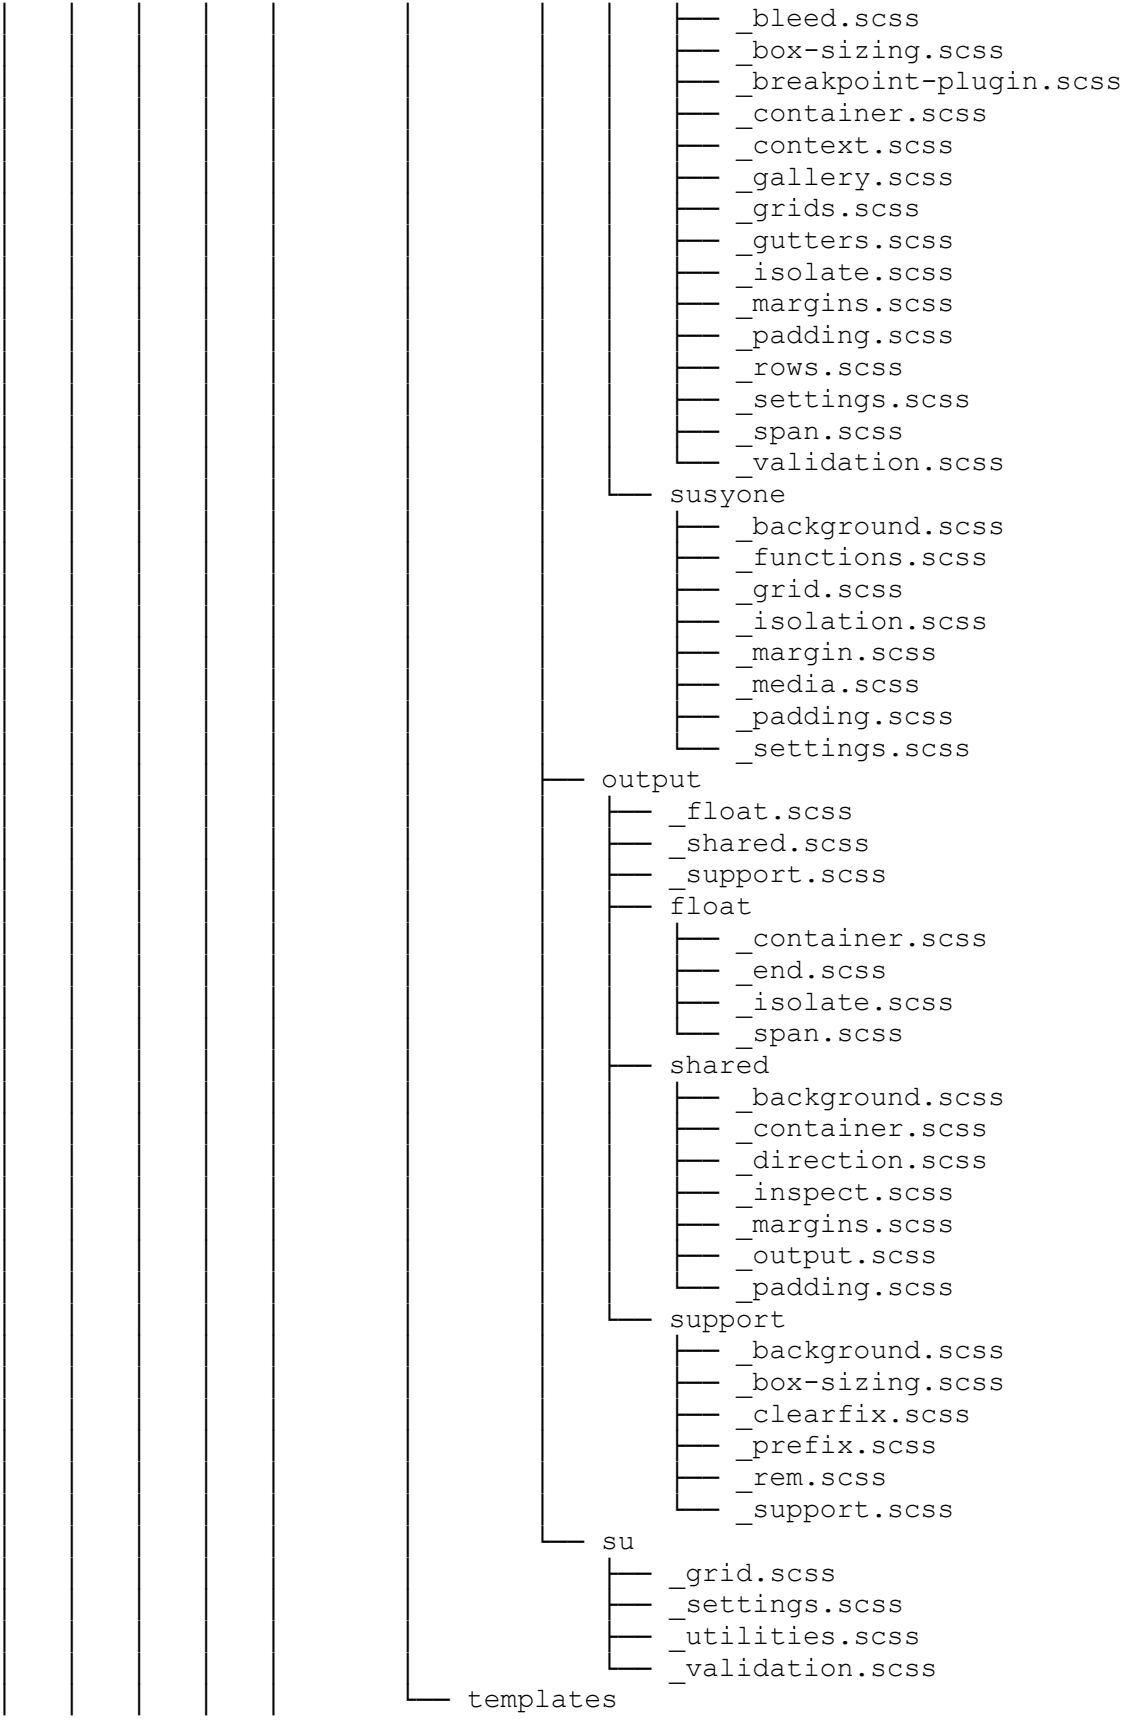 _bleed.scss
_box-sizing.scss
_breakpoint-plugin.scss
_container.scss
_context.scss
_gallery.scss
_grids.scss
_gutters.scss
_isolate.scss
_margins.scss
_padding.scss
_rows.scss
_settings.scss
_span.scss
_validation.scss
susyone
_background.scss
_functions.scss
_grid.scss
_isolation.scss
_margin.scss
_media.scss
_padding.scss
_settings.scss
output
_float.scss
_shared.scss
_support.scss
float
_container.scss
_end.scss
_isolate.scss
_span.scss
shared
_background.scss
_container.scss
_direction.scss
_inspect.scss
_margins.scss
_output.scss
_padding.scss
support
_background.scss
_box-sizing.scss
_clearfix.scss
_prefix.scss
_rem.scss
_support.scss
su
_grid.scss
_settings.scss
_utilities.scss
_validation.scss
templates